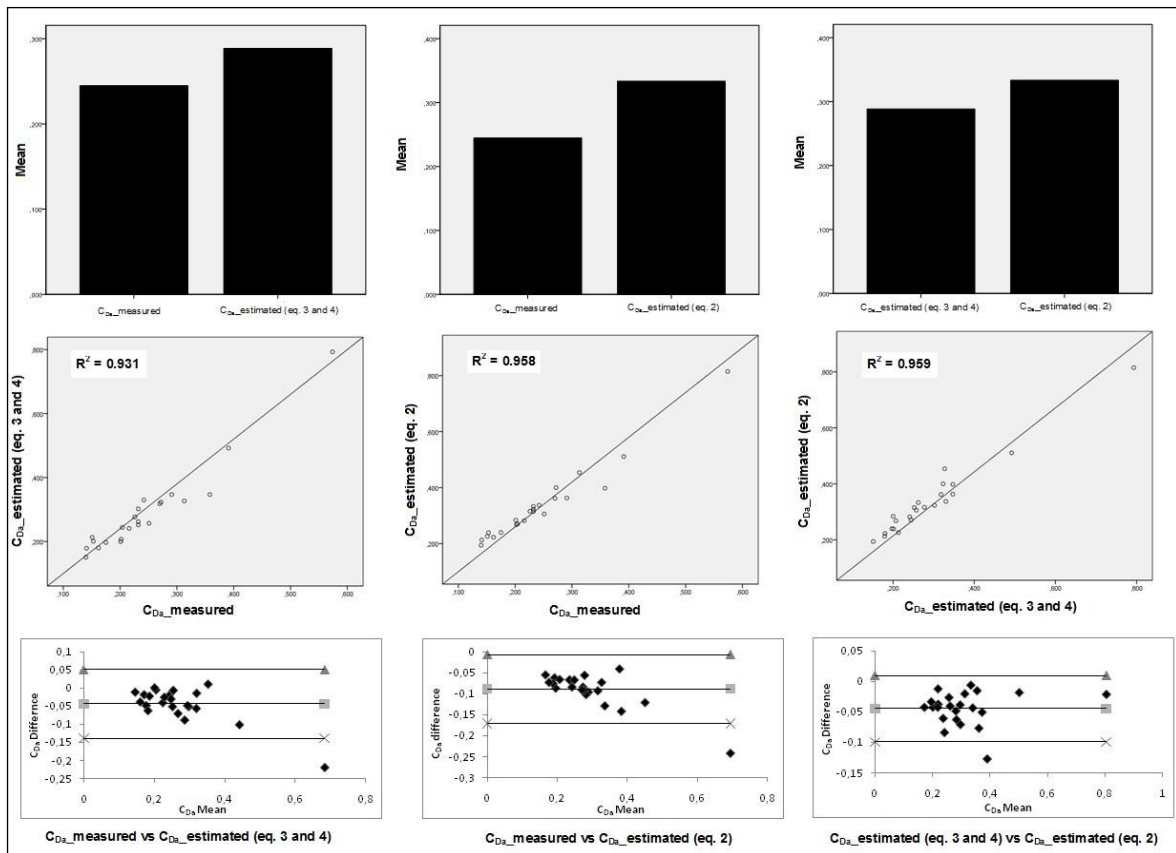 ,300
,200
,100
,000
Mean
C_Da_measured
C_Da_estimated (eq. 3 and 4)
,400
,300
,200
,100
,000
Mean
C_Da_measured
C_Da_estimated (eq. 2)
,400
,300
,200
,100
,000
Mean
C_Da_estimated (eq. 3 and 4)
C_Da_estimated (eq. 2)
R² = 0.931
,800
,600
,400
,200
C_Da_estimated (eq. 3 and 4)
,100 ,200 ,300 ,400 ,500 ,600
C_Da_measured
R² = 0.958
,800
,600
,400
,200
C_Da_estimated (eq. 2)
,100 ,200 ,300 ,400 ,500 ,600
C_Da_measured
R² = 0.959
,800
,600
,400
,200
C_Da_estimated (eq. 2)
,200 ,400 ,600 ,800
C_Da_estimated (eq. 3 and 4)
0,1
0,05
0
-0,05
-0,1
-0,15
-0,2
-0,25
C_Da Difference
0 0,2 0,4 0,6 0,8
C_Da Mean
C_Da_measured vs C_Da_estimated (eq. 3 and 4)
0
-0,05
-0,1
-0,15
-0,2
-0,25
-0,3
C_Da difference
0 0,2 0,4 0,6 0,8
C_Da Mean
C_Da_measured vs C_Da_estimated (eq. 2)
0,05
0
-0,05
-0,1
-0,15
C_Da difference
0 0,2 0,4 0,6 0,8 1
C_Da Mean
C_Da_estimated (eq. 3 and 4) vs C_Da_estimated (eq. 2)